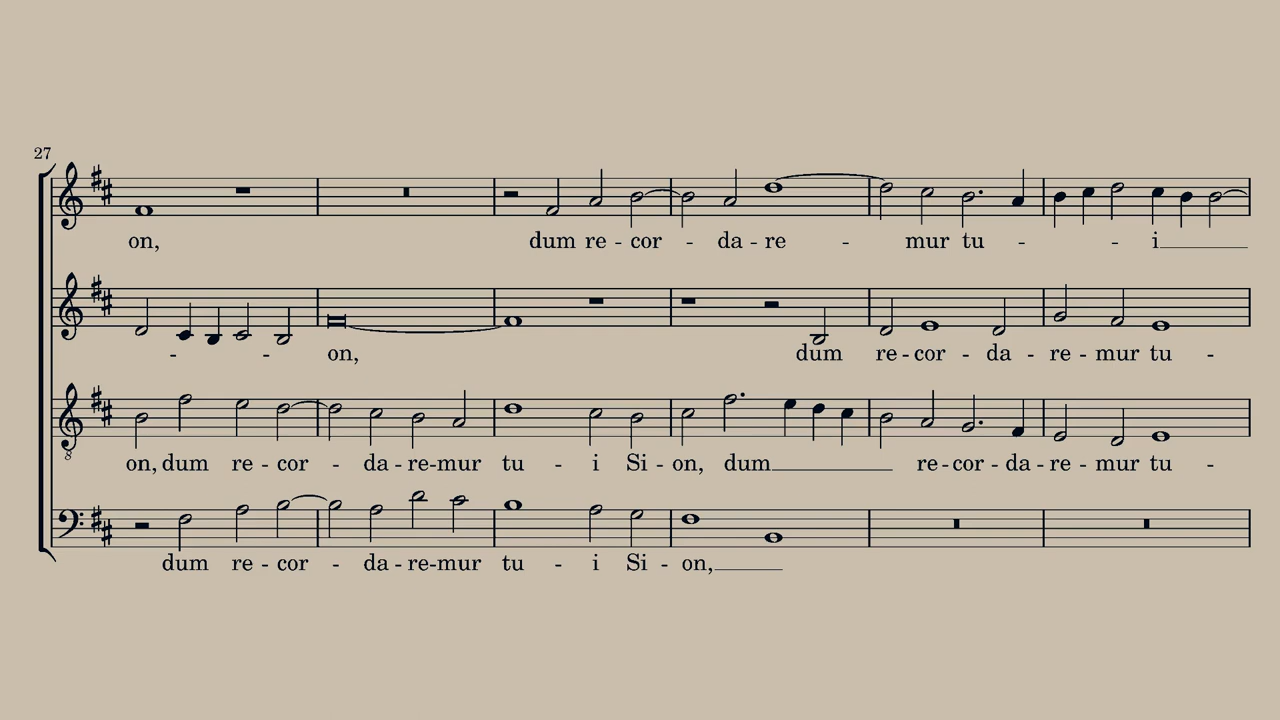 27
on, dum re - cor - da - re - mur tu - - i
- - on, dum re - cor - da - re - mur tu -
on, dum re - cor - da - re - mur tu - i Si - on, dum re - cor - da - re - mur tu -
8
dum re - cor - da - re - mur tu - i Si - on,